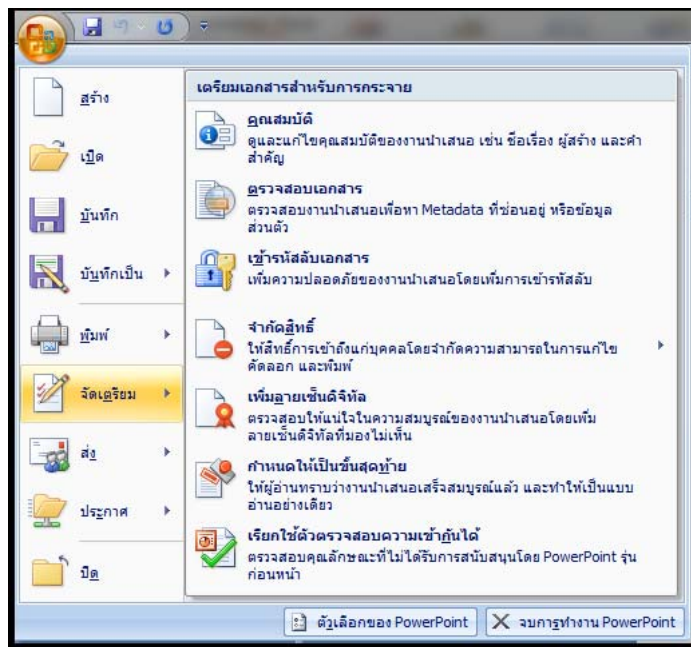 สร้าง
เปิด
บันทึก
บันทึกเป็น
พิมพ์
จัดเตรียม
ส่ง
ประกาศ
ปิด
เตรียมเอกสารสำหรับการกระจาย
คุณสมบัติ
ดูและแก้ไขคุณสมบัติของงานนำเสนอ เช่น ชื่อเรื่อง ผู้สร้าง และคำ
สำคัญ
ตรวจสอบเอกสาร
ตรวจสอบงานนำเสนอเพื่อหา Metadata ที่ซ่อนอยู่ หรือข้อมูล
ส่วนตัว
เข้ารหัสลับเอกสาร
เพิ่มความปลอดภัยของงานนำเสนอโดยเพิ่มการเข้ารหัสลับ
จำกัดสิทธิ์
ให้สิทธิ์การเข้าถึงแก่บุคคลโดยจำกัดความสามารถในการแก้ไข
คัดลอก และพิมพ์
เพิ่มลายเซ็นดิจิทัล
ตรวจสอบให้แน่ใจในความสมบูรณ์ของงานนำเสนอโดยเพิ่ม
ลายเซ็นดิจิทัลที่มองไม่เห็น
กำหนดให้เป็นขั้นสุดท้าย
ให้ผู้อ่านทราบว่างานนำเสนอเสร็จสมบูรณ์แล้ว และทำให้เป็นแบบ
อ่านอย่างเดียว
เรียกใช้ตัวตรวจสอบความเข้ากันได้
ตรวจสอบคุณลักษณะที่ไม่ได้รับการสนับสนุนโดย PowerPoint รุ่น
ก่อนหน้า
ตัวเลือกของ PowerPoint
จบการทำงาน PowerPoint